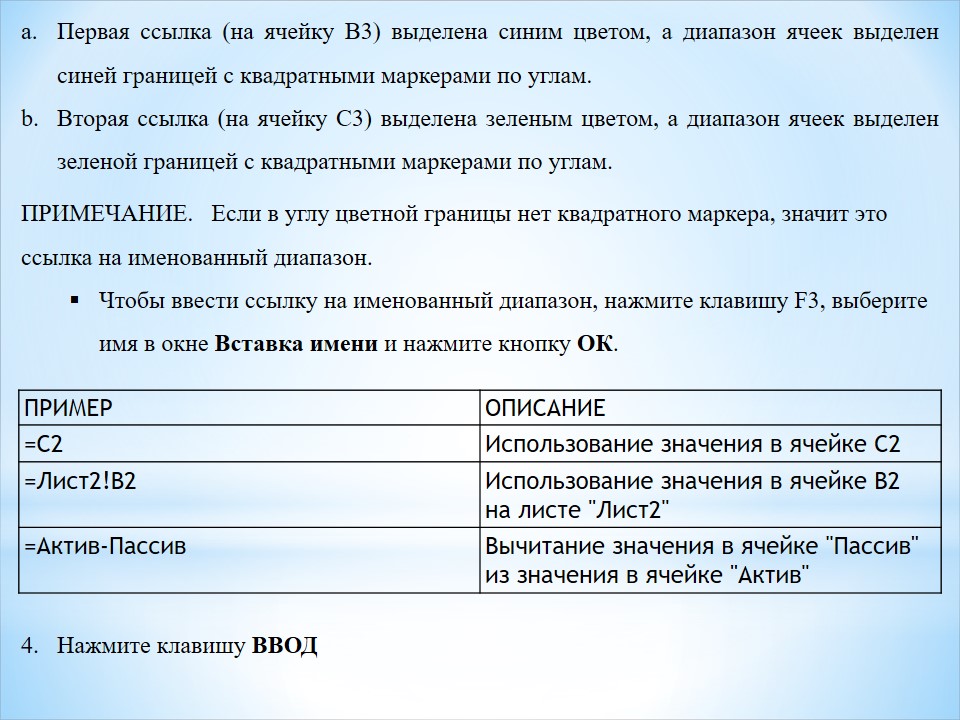 a. Первая ссылка (на ячейку B3) выделена синим цветом, а диапазон ячеек выделен
синей границей с квадратными маркерами по углам.
b. Вторая ссылка (на ячейку C3) выделена зеленым цветом, а диапазон ячеек выделен
зеленой границей с квадратными маркерами по углам.
ПРИМЕЧАНИЕ. Если в углу цветной границы нет квадратного маркера, значит это
ссылка на именованный диапазон.
▪ Чтобы ввести ссылку на именованный диапазон, нажмите клавишу F3, выберите
имя в окне Вставка имени и нажмите кнопку ОК.
ПРИМЕР ОПИСАНИЕ
=C2 Использование значения в ячейке C2
=Лист2!B2 Использование значения в ячейке B2
на листе "Лист2"
=Актив-Пассив Вычитание значения в ячейке "Пассив"
из значения в ячейке "Актив"
4. Нажмите клавишу ВВОД